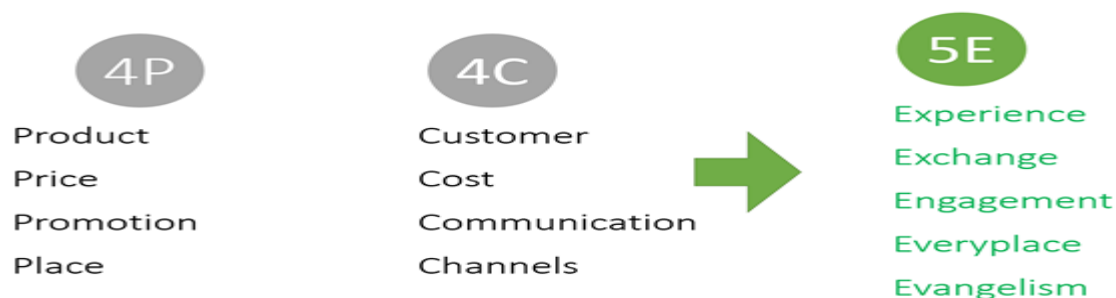 4P
Product
Price
Promotion
Place
4C
Customer
Cost
Communication
Channels
5E
Experience
Exchange
Engagement
Everyplace
Evangelism